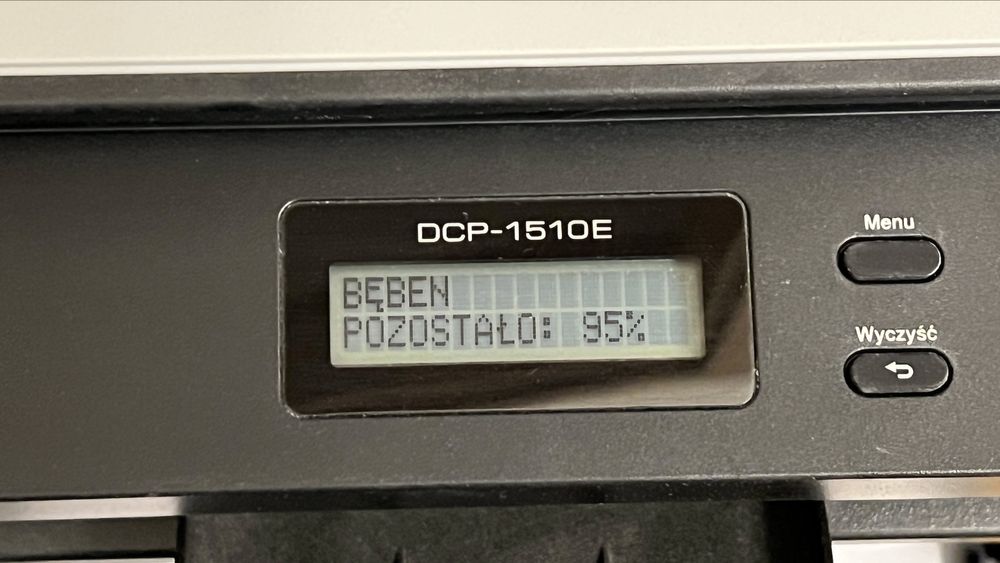 DCP-1510E
BĘBEN
POZOSTAŁO: 95%
Menu
Wyczyść